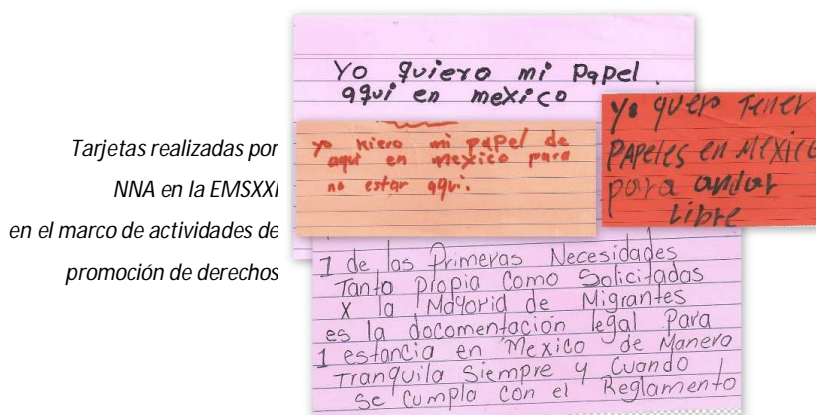 Tarjetas realizadas por
NNA en la EMSXXI
en el marco de actividades de
promoción de derechos
Yo quiero mi papel.
aqui en mexico
yo kiero mi papel de
aqui en mexico para
no estar aqui.
yo quero Tener
PAPeles en Mexico
para andar
Libre
1 de las Primeras Necesidades
Tanto propia Como Solicitadas
X la Mayoria de Migrantes
es la documentación legal Para
1 estancia en Mexico de Manera
Tranquila Siempre y Cuando
Se Cumpla Con el Reglamento